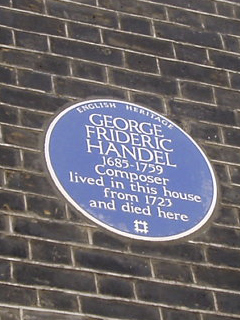 ENGLISH HERITAGE
GEORGE
FRIDERIC
HANDEL
1685-1759
Composer
lived in this house
from 1723
and died here